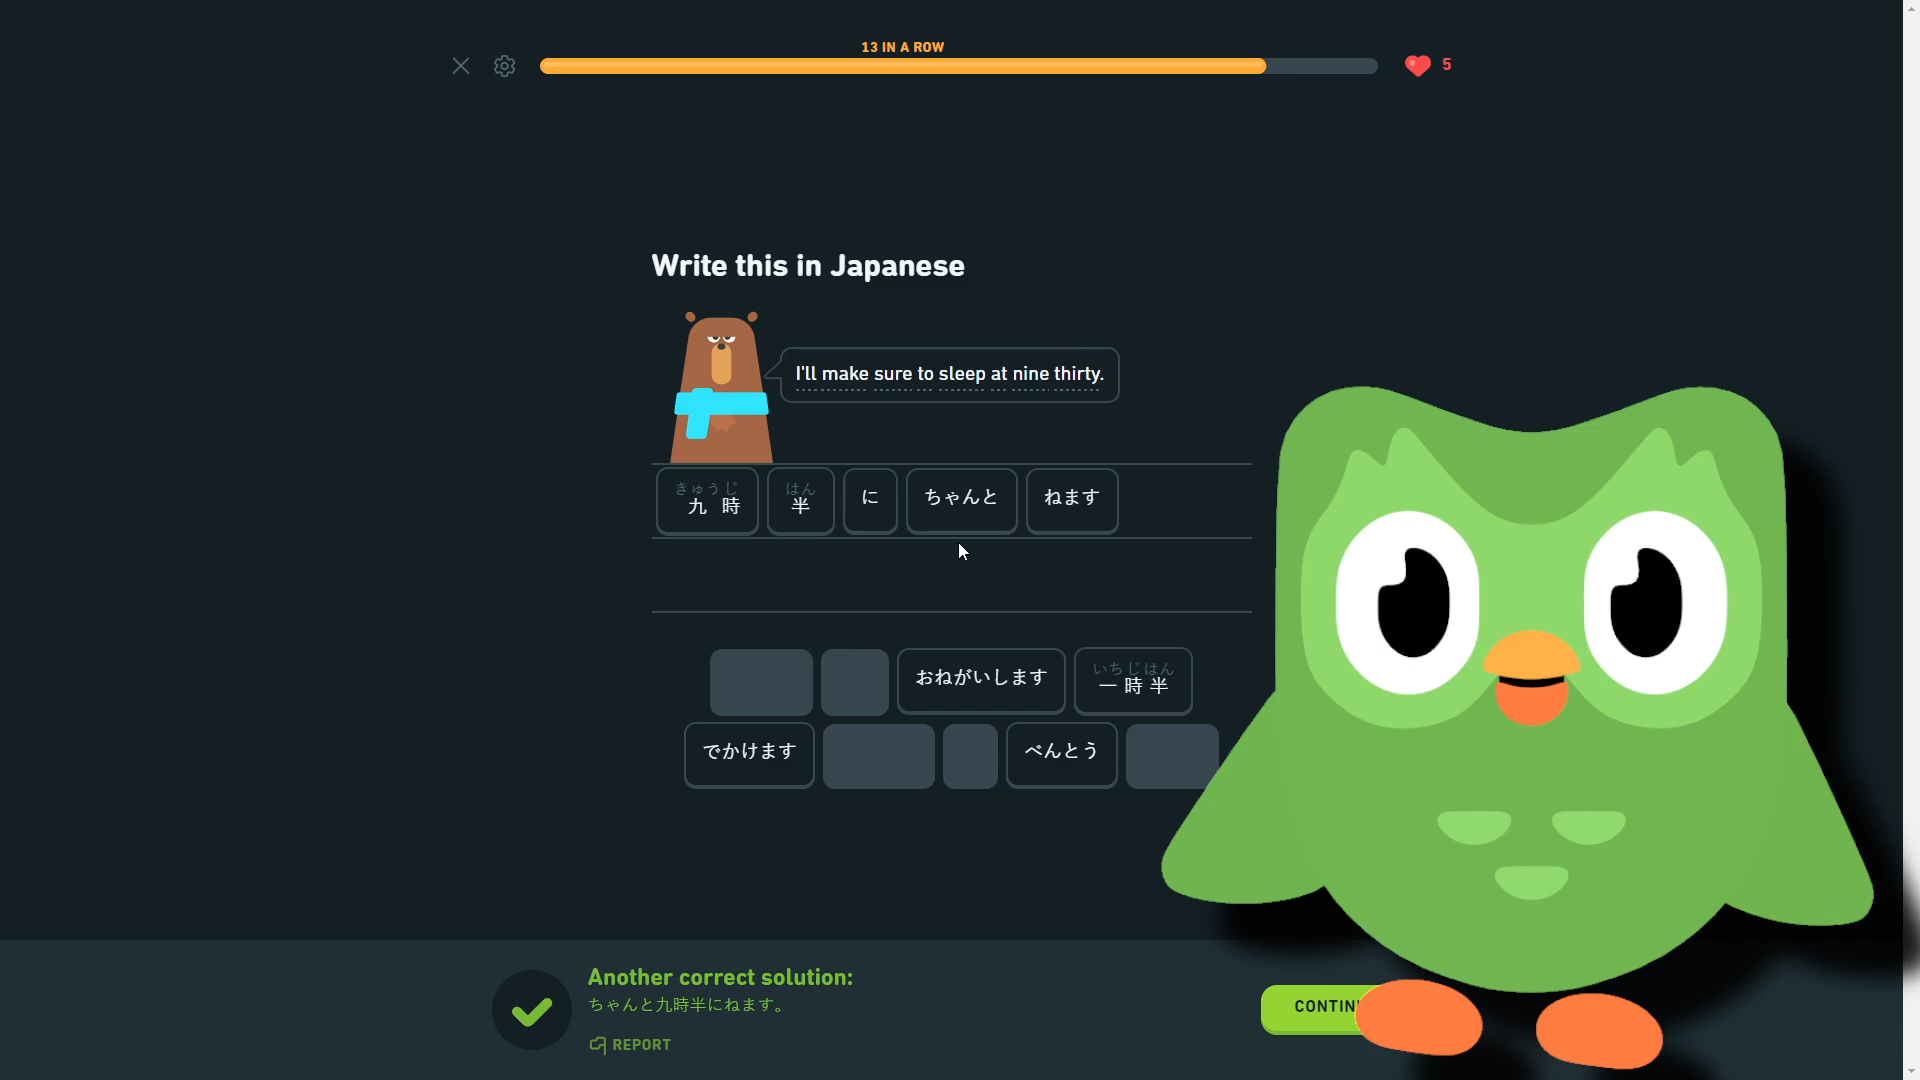 13 IN A ROW
5
Write this in Japanese
I'll make sure to sleep at nine thirty.
きゅうじ はん
九時 半 に ちゃんと ねます
いちじはん
おねがいします 一時半
でかけます べんとう
Another correct solution:
ちゃんと九時半にねます。
REPORT